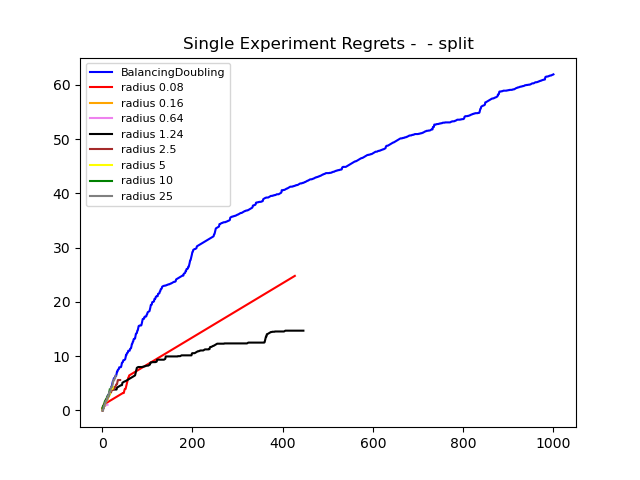 Single Experiment Regrets -  - split
BalancingDoubling
radius 0.08
radius 0.16
radius 0.64
radius 1.24
radius 2.5
radius 5
radius 10
radius 25
60
50
40
30
20
10
0
0 200 400 600 800 1000